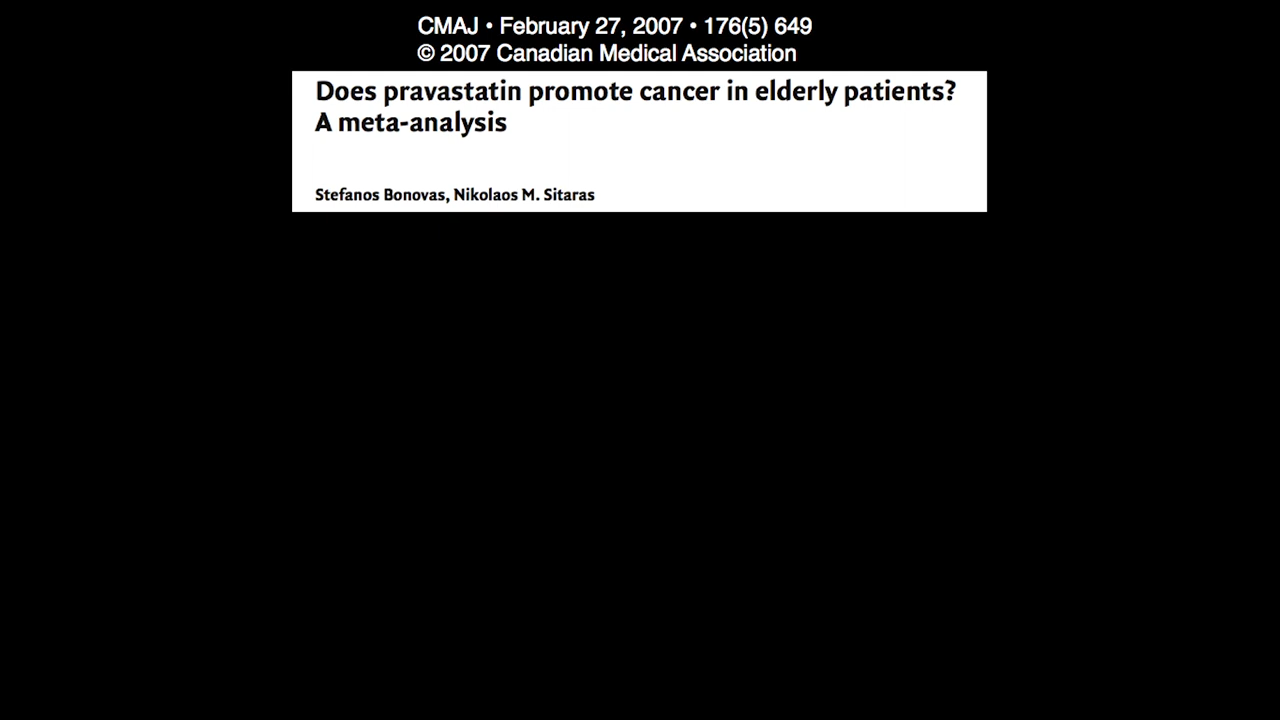 CMAJ • February 27, 2007 • 176(5) 649
© 2007 Canadian Medical Association
Does pravastatin promote cancer in elderly patients?
A meta-analysis
Stefanos Bonovas, Nikolaos M. Sitaras